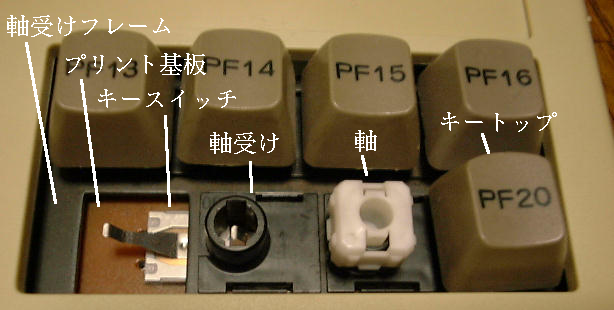 軸受けフレーム
プリント基板
キースイッチ
軸受け
軸
キートップ
PF13
PF14
PF15
PF16
PF20